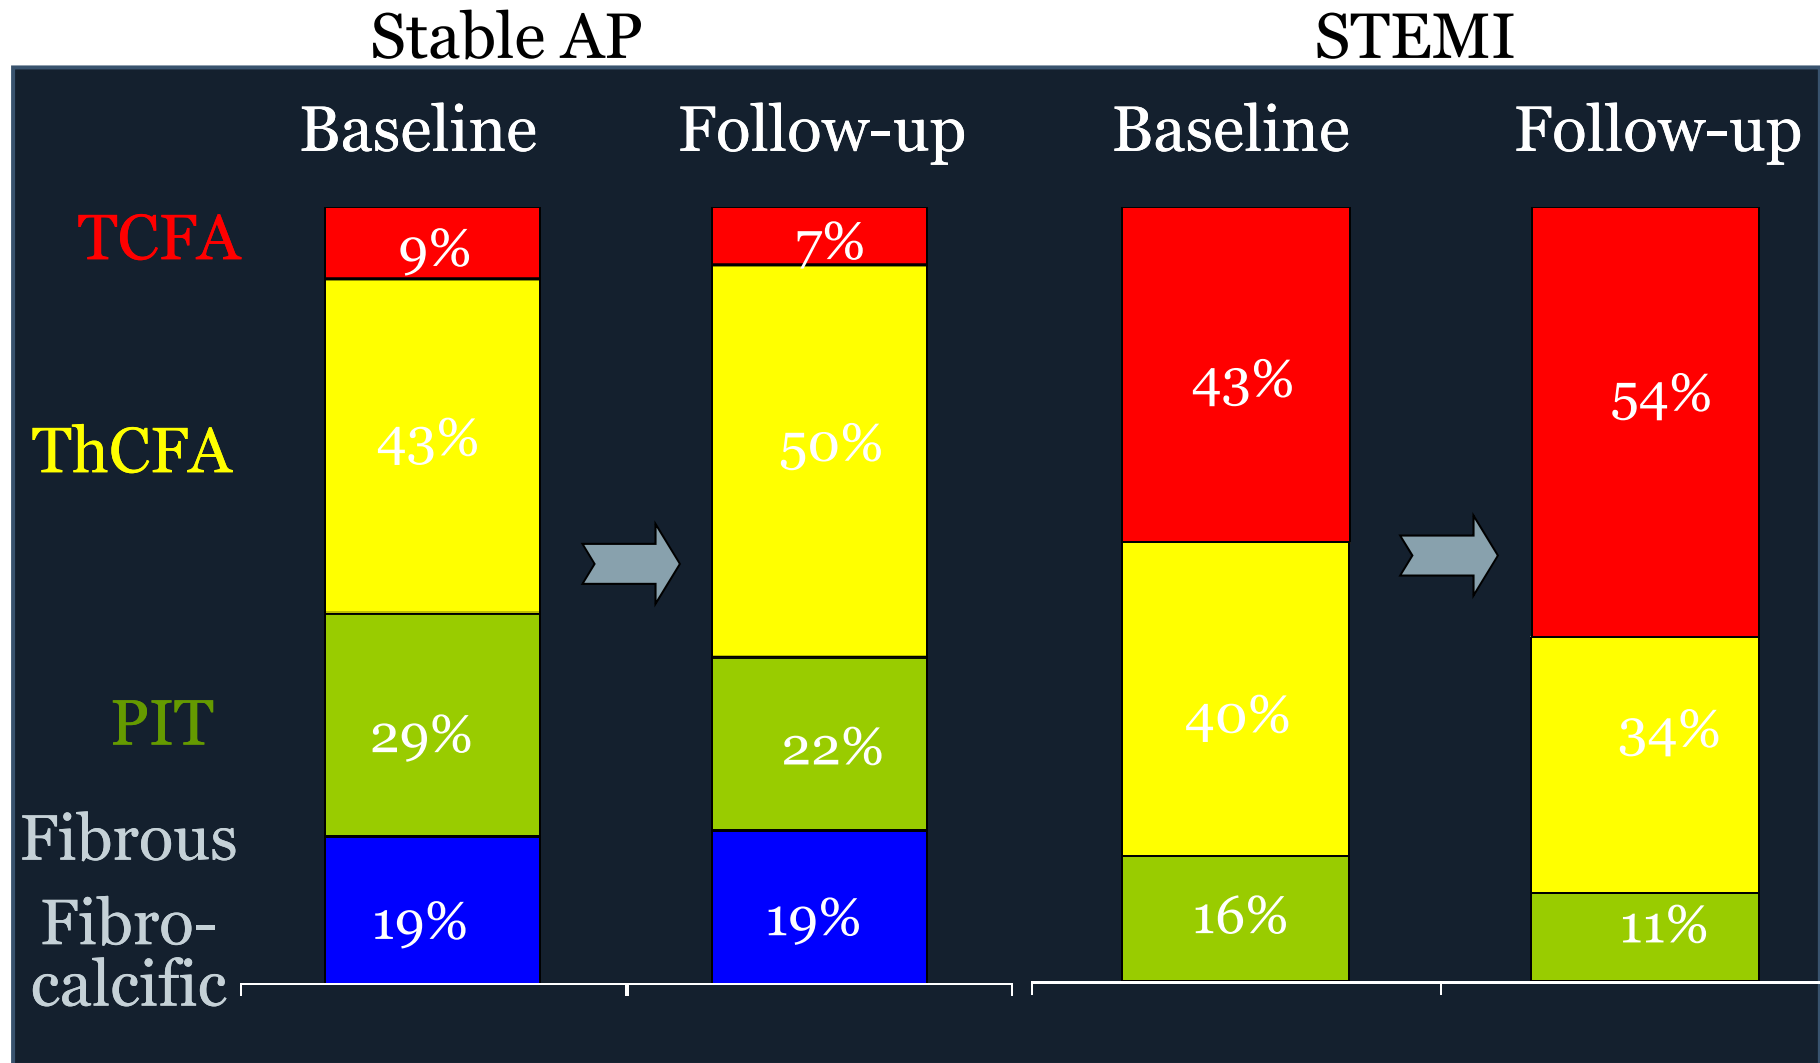 Stable AP STEMI
Baseline Follow-up Baseline Follow-up
TCFA 9% 7% 43% 54%
ThCFA 43% 50% 40% 34%
PIT 29% 22% 16% 11%
Fibrous
19% 19%
Fibro-
calcific